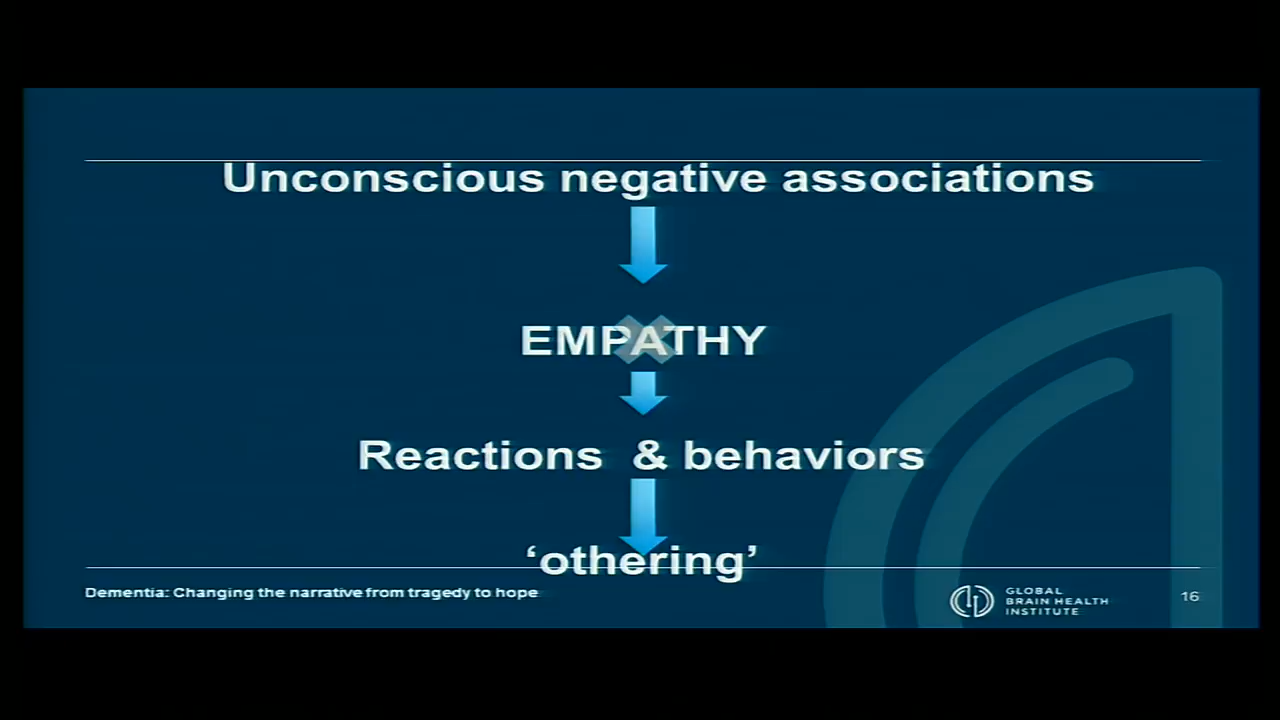 Unconscious negative associations
EMPATHY
Reactions & behaviors
‘othering’
Dementia: Changing the narrative from tragedy to hope
GLOBAL
BRAIN HEALTH
INSTITUTE
16